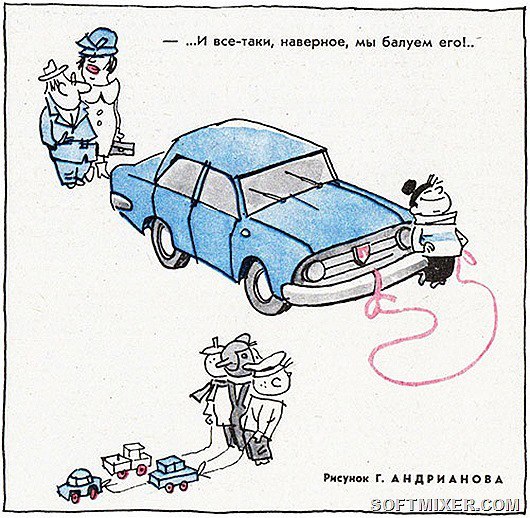 — ...И все-таки, наверное, мы балуем его!..
Рисунок Г. АНДРИАНОВА
SOFTMIXER.COM